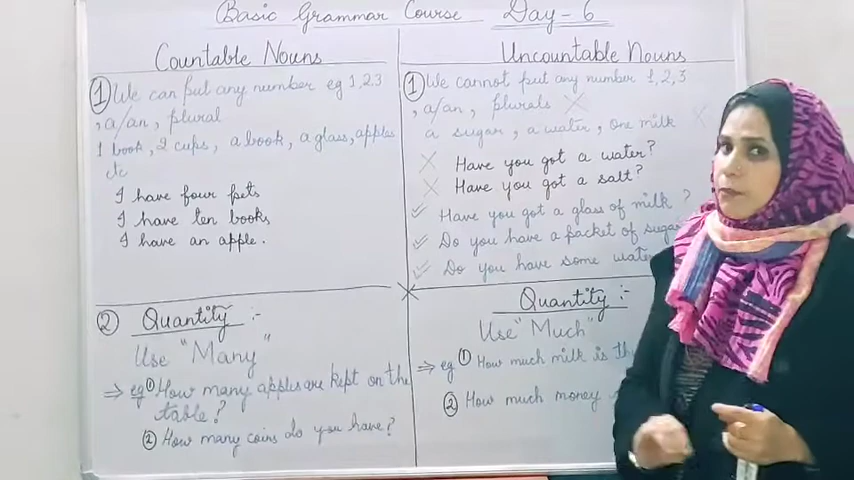 Basic Grammar Course Day - 6
Countable Nouns
① We can put any number eg 1,2,3
, a/an, plural
1 book, 2 cups, a book, a glass, apples
etc
I have four pets
I have ten books
I have an apple.
② Quantity :-
Use "Many"
⇒ eg ① How many apples are kept on the
table?
② How many coins do you have?
Uncountable Nouns
① We cannot put any number 1,2,3
, a/an, plurals ×
a sugar, a water, one milk ×
× Have you got a water?
× Have you got a salt?
✓ Have you got a glass of milk?
✓ Do you have a packet of sugar
✓ Do you have some water
Quantity :-
Use "Much"
⇒ eg ① How much milk is
② How much money